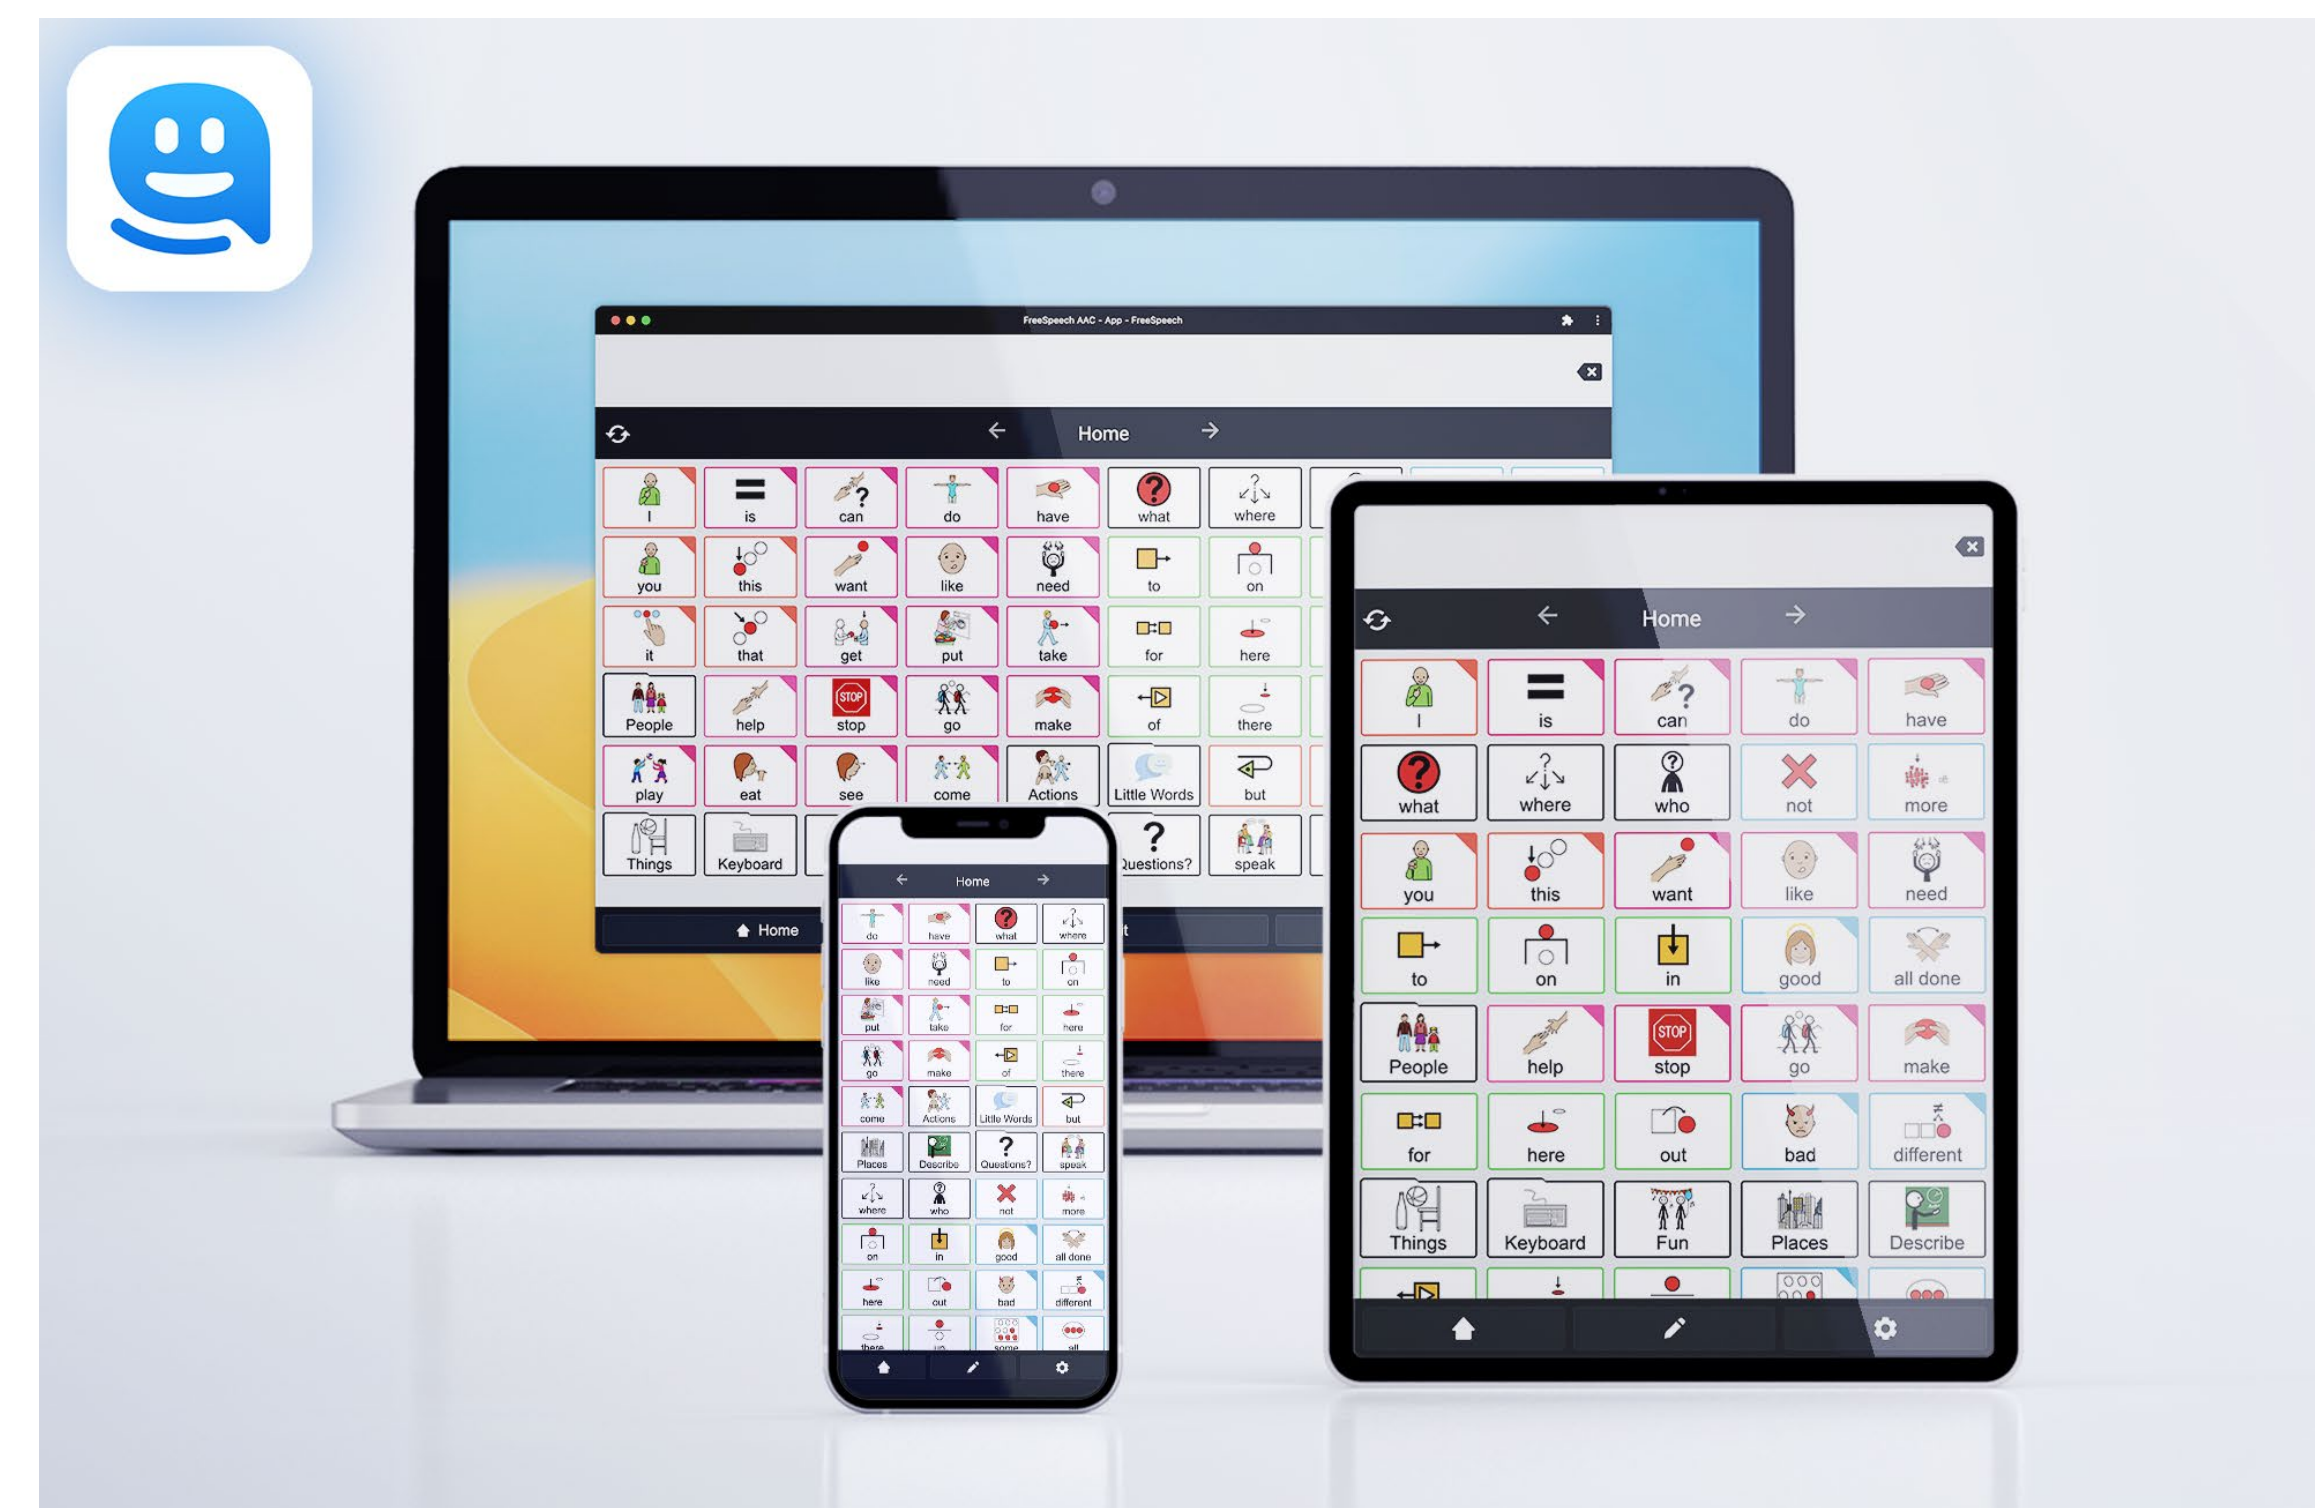 FreeSpeech AAC - App - FreeSpeech
Home
I is can do have what where
you this want like need to on
it that get put take for here
People help stop go make of there
STOP
play eat see come Actions Little Words but
Things Keyboard Questions? speak
Home
Home
do have what where
like need to on
put take for here
go make of there
come Actions Little Words but
Places Describe Questions? speak
where who not more
on in good all done
here out bad different
there up some all
Home
I is can do have
what where who not more
you this want like need
to on in good all done
People help stop go make
STOP
for here out bad different
Things Keyboard Fun Places Describe